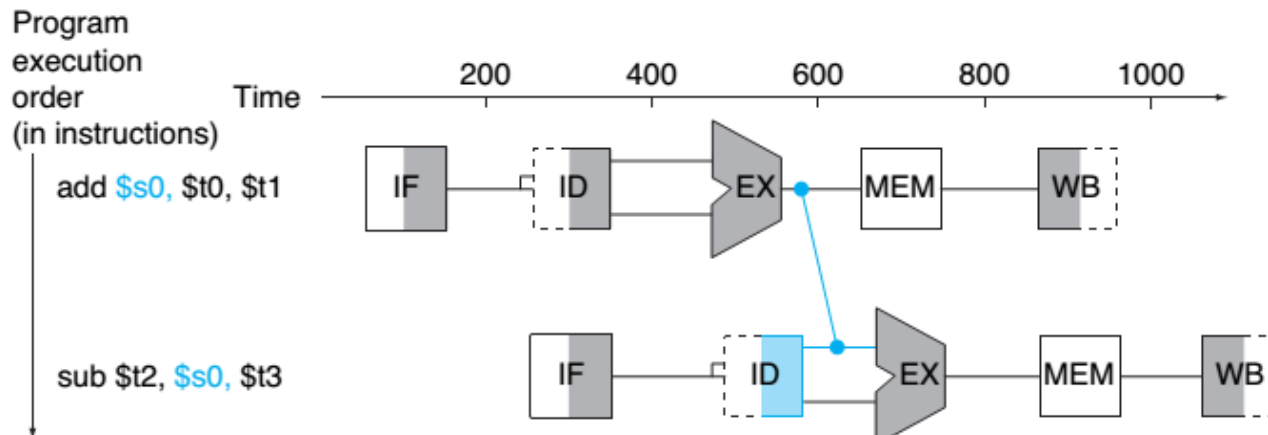 Program
execution
order
(in instructions)
Time
200 400 600 800 1000
add $s0, $t0, $t1
IF ID EX MEM WB
sub $t2, $s0, $t3
IF ID EX MEM WB